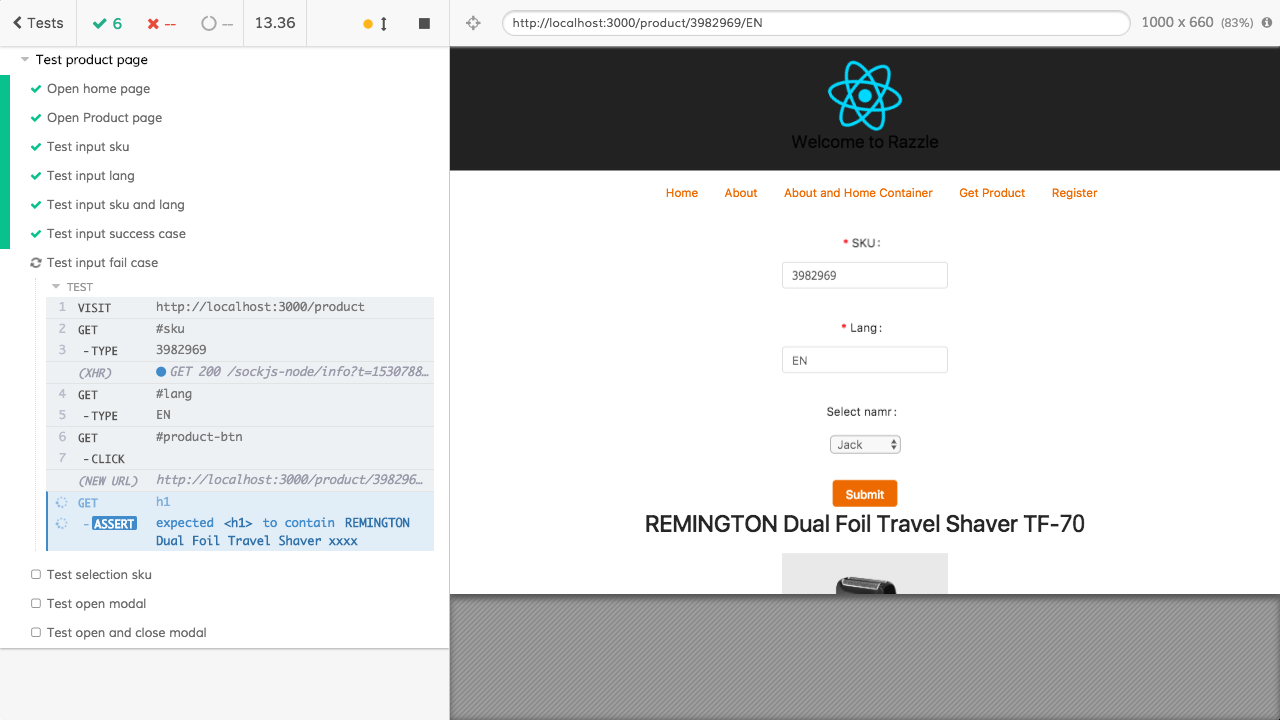 Tests
6
--
--
13.36
http://localhost:3000/product/3982969/EN
1000 x 660 (83%)
Test product page
Open home page
Open Product page
Test input sku
Test input lang
Test input sku and lang
Test input success case
Test input fail case
TEST
1 VISIT http://localhost:3000/product
2 GET #sku
3 -TYPE 3982969
(XHR) GET 200 /sockjs-node/info?t=1530788…
4 GET #lang
5 -TYPE EN
6 GET #product-btn
7 -CLICK
(NEW URL) http://localhost:3000/product/398296…
GET h1
-ASSERT expected <h1> to contain REMINGTON
Dual Foil Travel Shaver xxxx
Test selection sku
Test open modal
Test open and close modal
Welcome to Razzle
Home About About and Home Container Get Product Register
* SKU:
3982969
* Lang:
EN
Select namr:
Jack
Submit
REMINGTON Dual Foil Travel Shaver TF-70